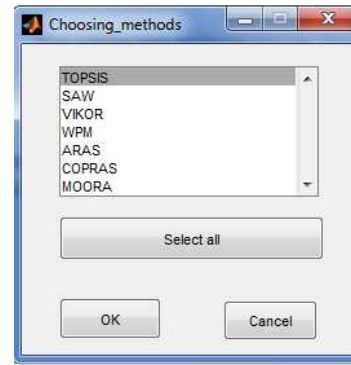 Choosing_methods
TOPSIS
SAW
VIKOR
WPM
ARAS
COPRAS
MOORA
Select all
OK
Cancel